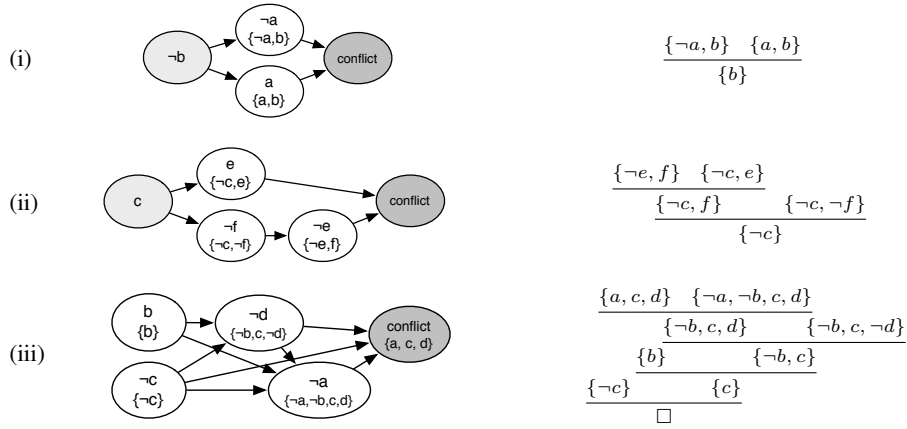 (i)
¬b
¬a
{¬a,b}
a
{a,b}
conflict
{¬a, b} {a, b}
{b}
(ii)
c
e
{¬c,e}
¬f
{¬c,¬f}
¬e
{¬e,f}
conflict
{¬e, f} {¬c, e}
{¬c, f} {¬c, ¬f}
{¬c}
(iii)
b
{b}
¬c
{¬c}
¬d
{¬b,c,¬d}
¬a
{¬a,¬b,c,d}
conflict
{a, c, d}
{a, c, d} {¬a, ¬b, c, d}
{¬b, c, d} {¬b, c, ¬d}
{b} {¬b, c}
{¬c} {c}
□